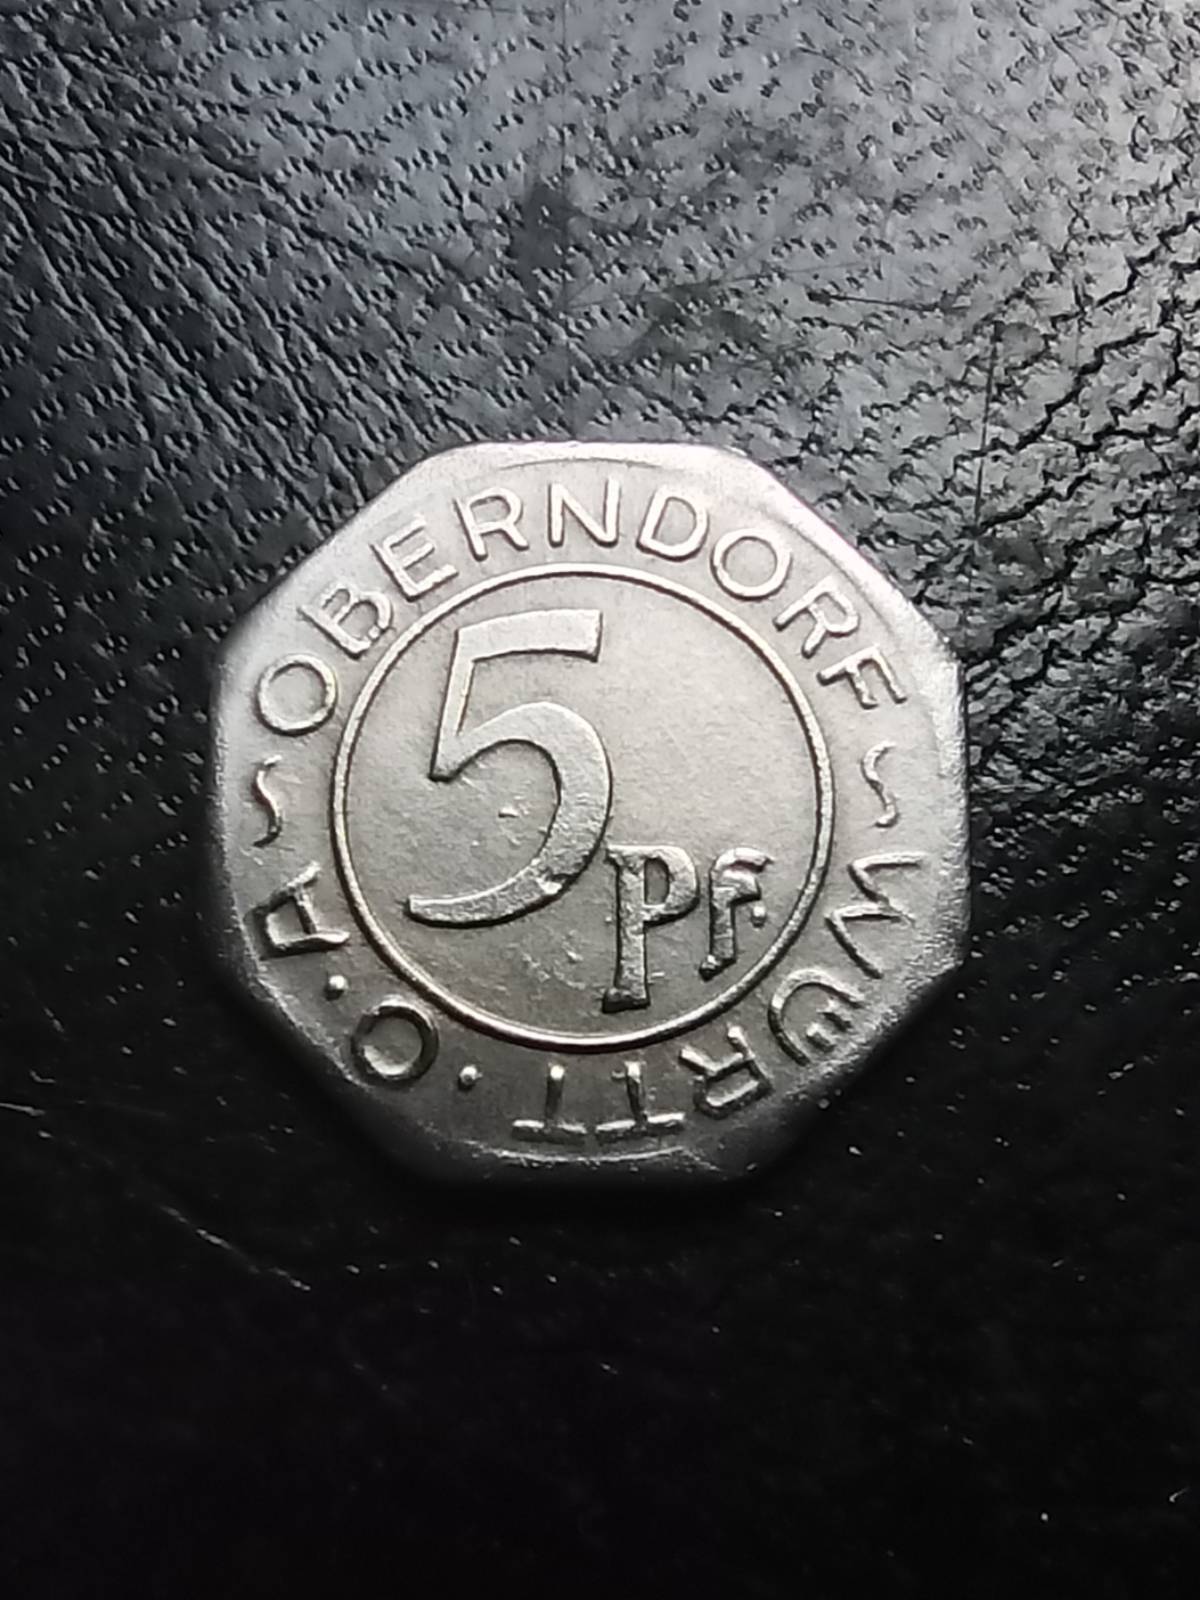 OBERNDORF ~ WÜRTT. O. A ~
5 Pf.